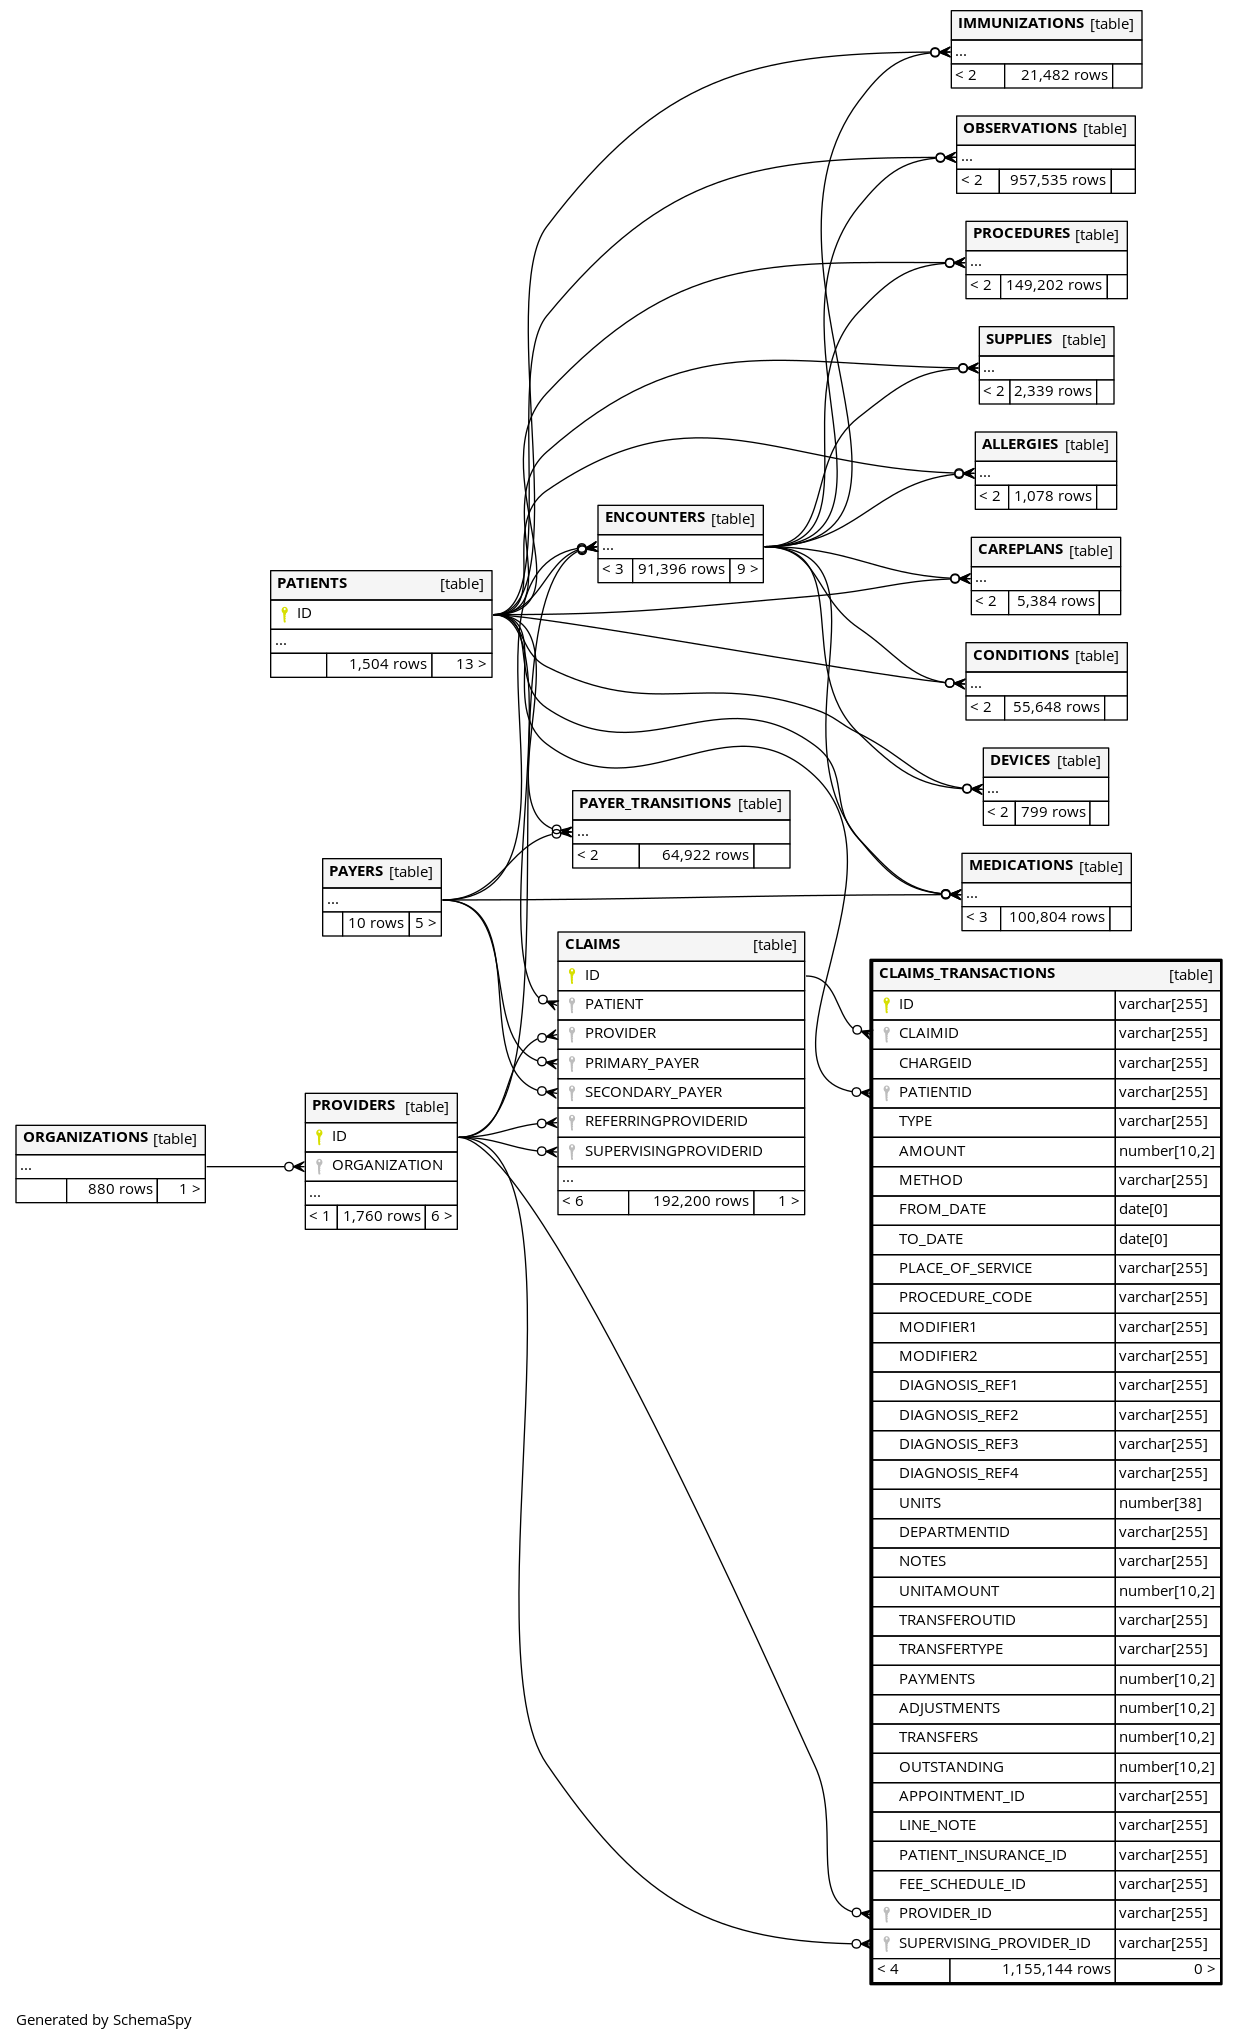 IMMUNIZATIONS [table]
...
< 2 21,482 rows
OBSERVATIONS [table]
...
< 2 957,535 rows
PROCEDURES [table]
...
< 2 149,202 rows
SUPPLIES [table]
...
< 2 2,339 rows
ALLERGIES [table]
...
< 2 1,078 rows
ENCOUNTERS [table]
...
< 3 91,396 rows 9 >
CAREPLANS [table]
...
< 2 5,384 rows
PATIENTS [table]
ID
...
1,504 rows 13 >
CONDITIONS [table]
...
< 2 55,648 rows
DEVICES [table]
...
< 2 799 rows
PAYER_TRANSITIONS [table]
...
< 2 64,922 rows
PAYERS [table]
...
10 rows 5 >
MEDICATIONS [table]
...
< 3 100,804 rows
CLAIMS [table]
ID
PATIENT
PROVIDER
PRIMARY_PAYER
SECONDARY_PAYER
REFERRINGPROVIDERID
SUPERVISINGPROVIDERID
...
< 6 192,200 rows 1 >
PROVIDERS [table]
ID
ORGANIZATION
...
< 1 1,760 rows 6 >
ORGANIZATIONS [table]
...
880 rows 1 >
CLAIMS_TRANSACTIONS [table]
ID varchar[255]
CLAIMID varchar[255]
CHARGEID varchar[255]
PATIENTID varchar[255]
TYPE varchar[255]
AMOUNT number[10,2]
METHOD varchar[255]
FROM_DATE date[0]
TO_DATE date[0]
PLACE_OF_SERVICE varchar[255]
PROCEDURE_CODE varchar[255]
MODIFIER1 varchar[255]
MODIFIER2 varchar[255]
DIAGNOSIS_REF1 varchar[255]
DIAGNOSIS_REF2 varchar[255]
DIAGNOSIS_REF3 varchar[255]
DIAGNOSIS_REF4 varchar[255]
UNITS number[38]
DEPARTMENTID varchar[255]
NOTES varchar[255]
UNITAMOUNT number[10,2]
TRANSFEROUTID varchar[255]
TRANSFERTYPE varchar[255]
PAYMENTS number[10,2]
ADJUSTMENTS number[10,2]
TRANSFERS number[10,2]
OUTSTANDING number[10,2]
APPOINTMENT_ID varchar[255]
LINE_NOTE varchar[255]
PATIENT_INSURANCE_ID varchar[255]
FEE_SCHEDULE_ID varchar[255]
PROVIDER_ID varchar[255]
SUPERVISING_PROVIDER_ID varchar[255]
< 4 1,155,144 rows 0 >
Generated by SchemaSpy